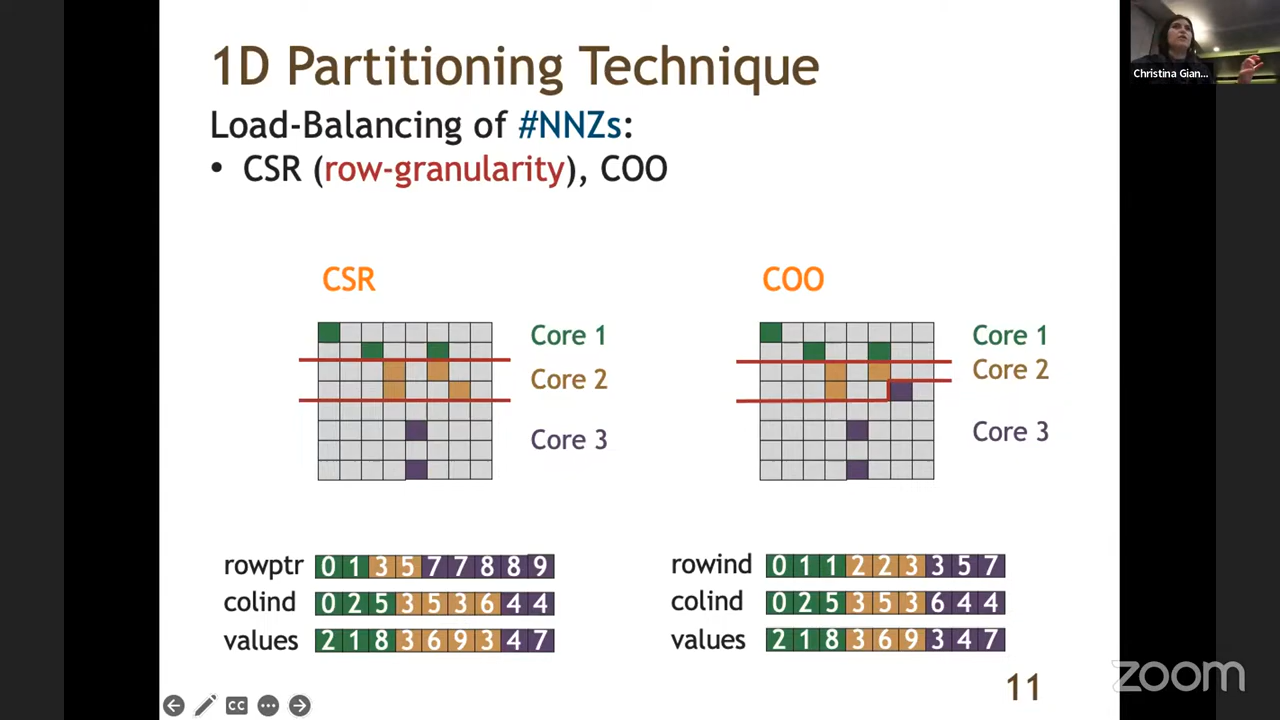 1D Partitioning Technique
Load-Balancing of #NNZs:
• CSR (row-granularity), COO
Christina Gian...
CSR
Core 1
Core 2
Core 3
COO
Core 1
Core 2
Core 3
rowptr 0 1 3 5 7 7 8 8 9
colind 0 2 5 3 5 3 6 4 4
values 2 1 8 3 6 9 3 4 7
rowind 0 1 1 2 2 3 3 5 7
colind 0 2 5 3 5 3 6 4 4
values 2 1 8 3 6 9 3 4 7
CC
11
zoom